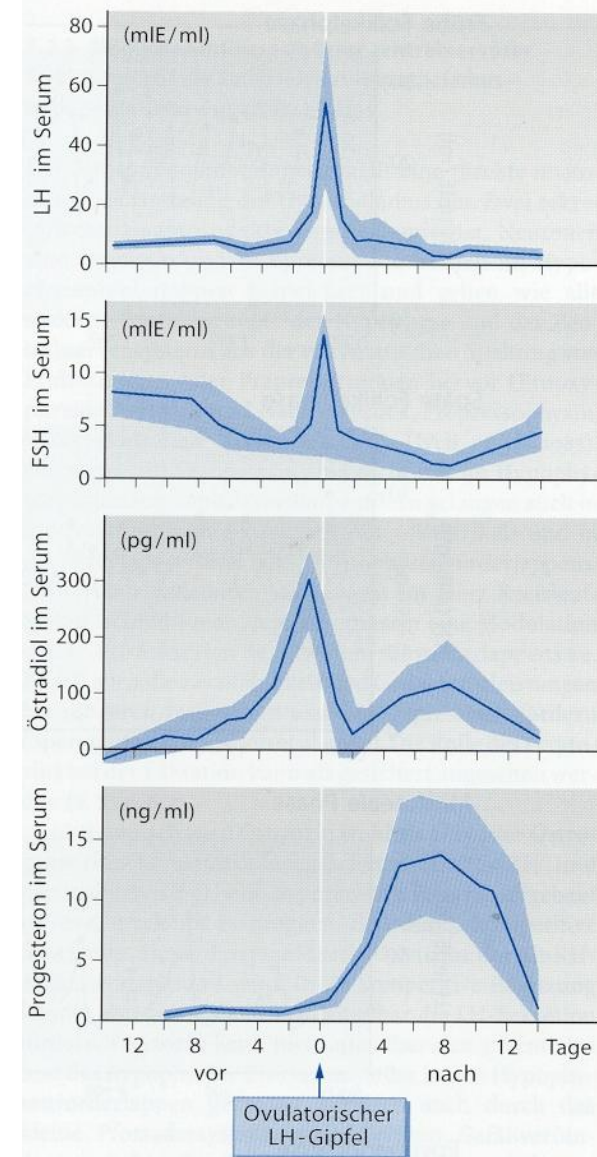 80
(mlE/ml)
60
40
20
0
LH im Serum
15
(mlE/ml)
10
5
0
FSH im Serum
(pg/ml)
300
200
100
0
Östradiol im Serum
(ng/ml)
15
10
5
0
Progesteron im Serum
12 8 4 0 4 8 12 Tage
vor nach
Ovulatorischer
LH-Gipfel